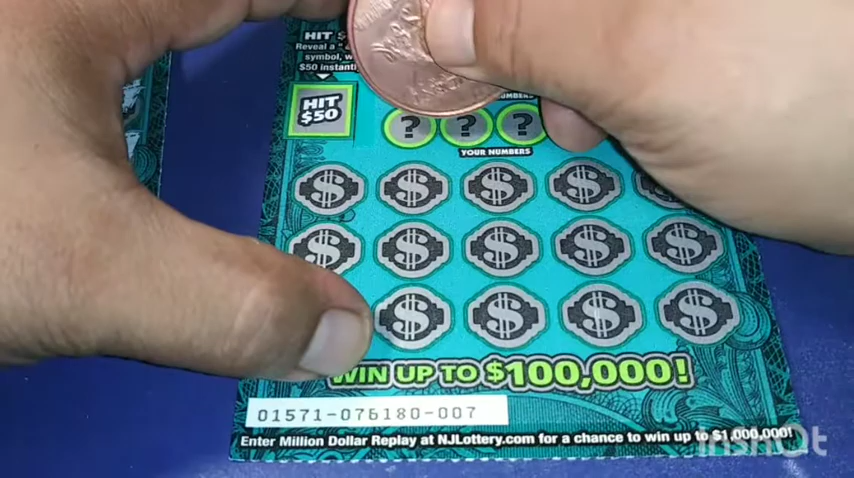 HIT $
Reveal a "
symbol, w
$50 instant
HIT
$50
NUMBERS
? ? ?
YOUR NUMBERS
$ $ $ $
$ $ $ $ $
$ $ $ $
WIN UP TO $100,000!
01571-076180-007
Enter Million Dollar Replay at NJLottery.com for a chance to win up to $1,000,000!
InShOt